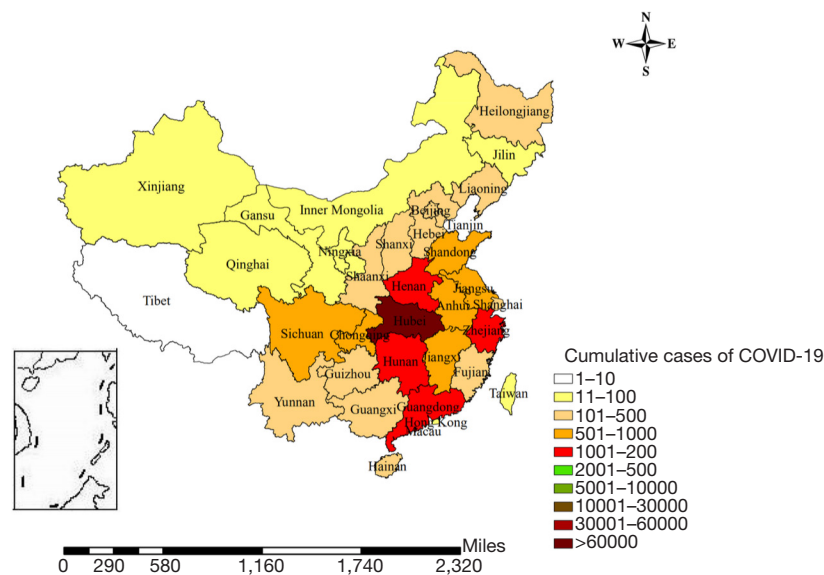 N
W E
S
Heilongjiang
Jilin
Liaoning
Xinjiang
Inner Mongolia
Gansu
Beijing
Tianjin
Hebei
Shanxi
Ningxia
Shandong
Qinghai
Shaanxi
Henan
Jiangsu
Anhui
Shanghai
Tibet
Hubei
Zhejiang
Sichuan
Chongqing
Hunan
Jiangxi
Fujian
Guizhou
Taiwan
Yunnan
Guangxi
Guangdong
Hong Kong
Macau
Hainan
Cumulative cases of COVID-19
1–10
11–100
101–500
501–1000
1001–200
2001–500
5001–10000
10001–30000
30001–60000
>60000
Miles
0 290 580 1,160 1,740 2,320